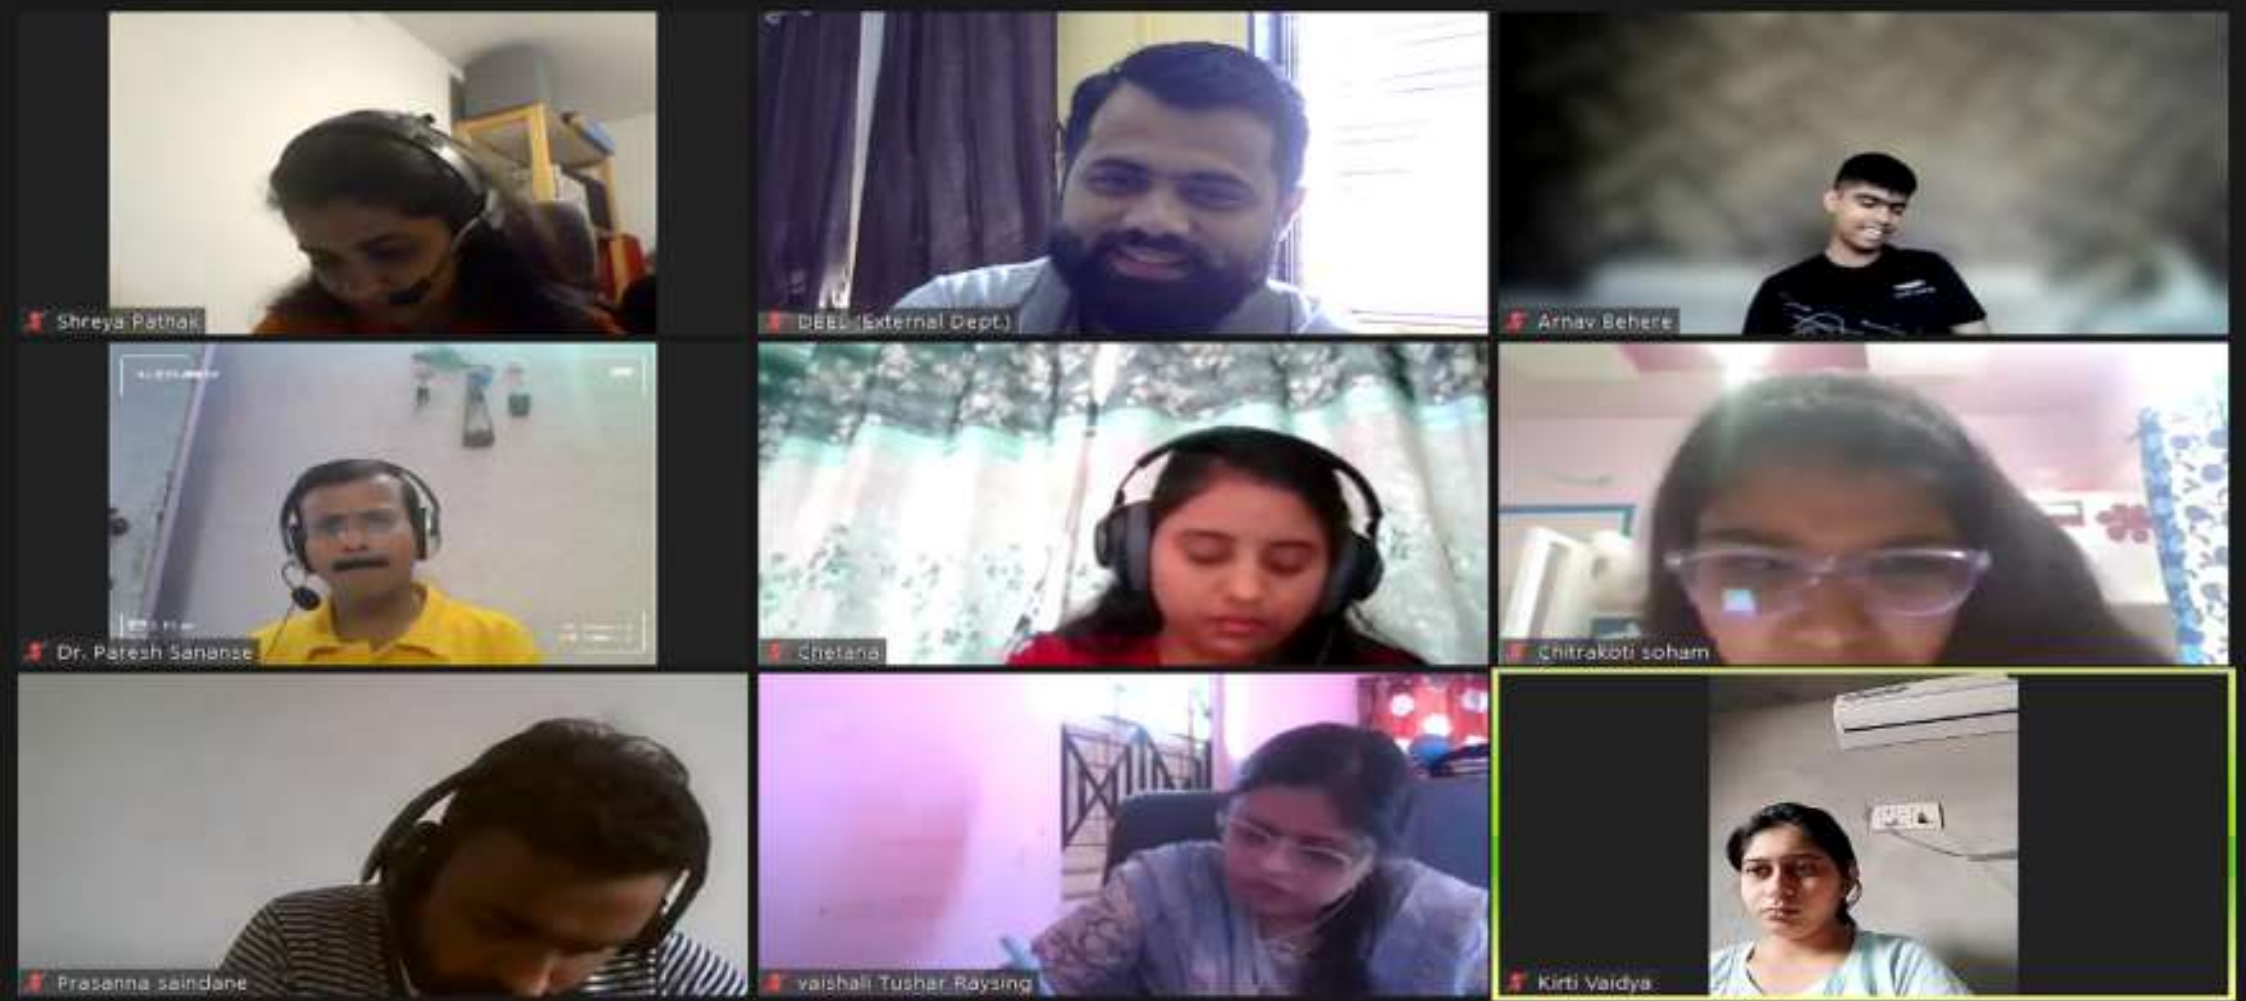 Shreya Pathak
DEEL (External Dept.)
Arnav Behere
Dr. Paresh Sananse
Chetana
Chitrakoti soham
Prasanna saindane
vaishali Tushar Raysing
Kirti Vaidya